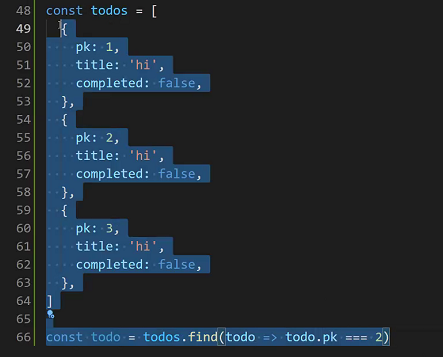 48 const todos = [
49 {
50 pk: 1,
51 title: 'hi',
52 completed: false,
53 },
54 {
55 pk: 2,
56 title: 'hi',
57 completed: false,
58 },
59 {
60 pk: 3,
61 title: 'hi',
62 completed: false,
63 },
64 ]
65
66 const todo = todos.find(todo => todo.pk === 2)